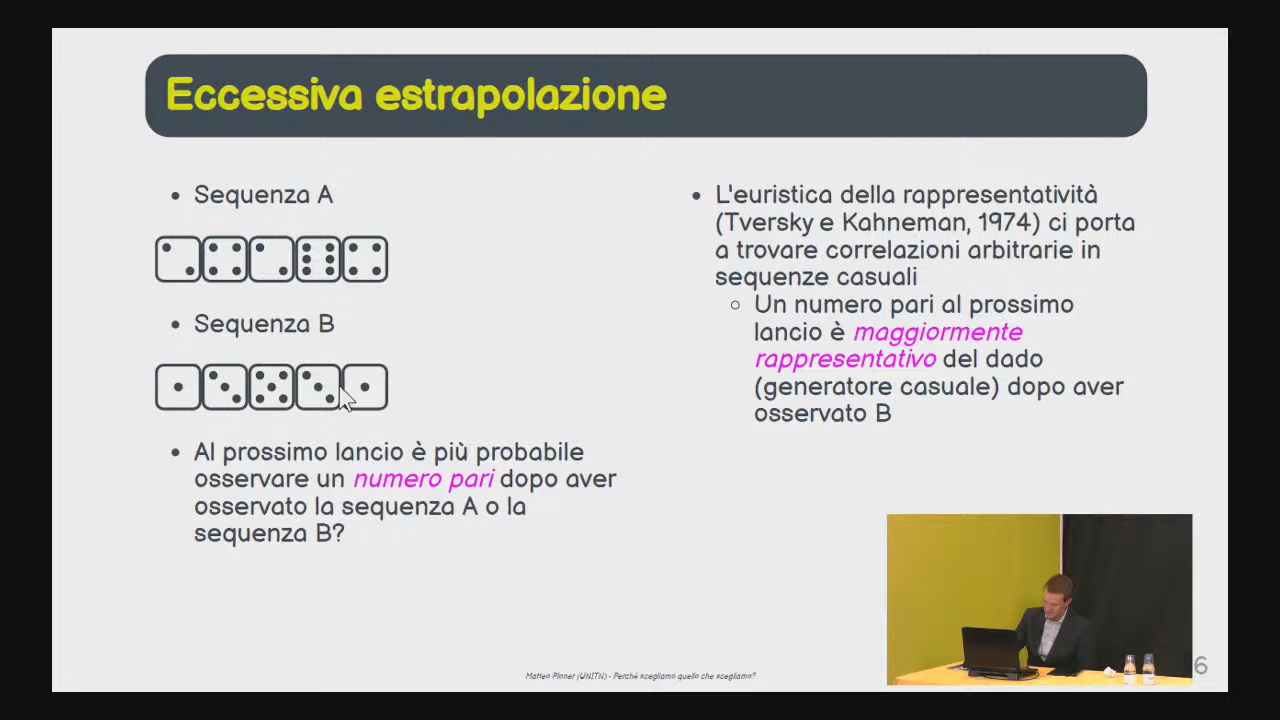 Eccessiva estrapolazione
• Sequenza A
• Sequenza B
• Al prossimo lancio è più probabile
osservare un numero pari dopo aver
osservato la sequenza A o la
sequenza B?
• L'euristica della rappresentatività
(Tversky e Kahneman, 1974) ci porta
a trovare correlazioni arbitrarie in
sequenze casuali
○ Un numero pari al prossimo
lancio è maggiormente
rappresentativo del dado
(generatore casuale) dopo aver
osservato B
Matteo Ploner (UNITN) - Perchè scegliamo quello che scegliamo?
6